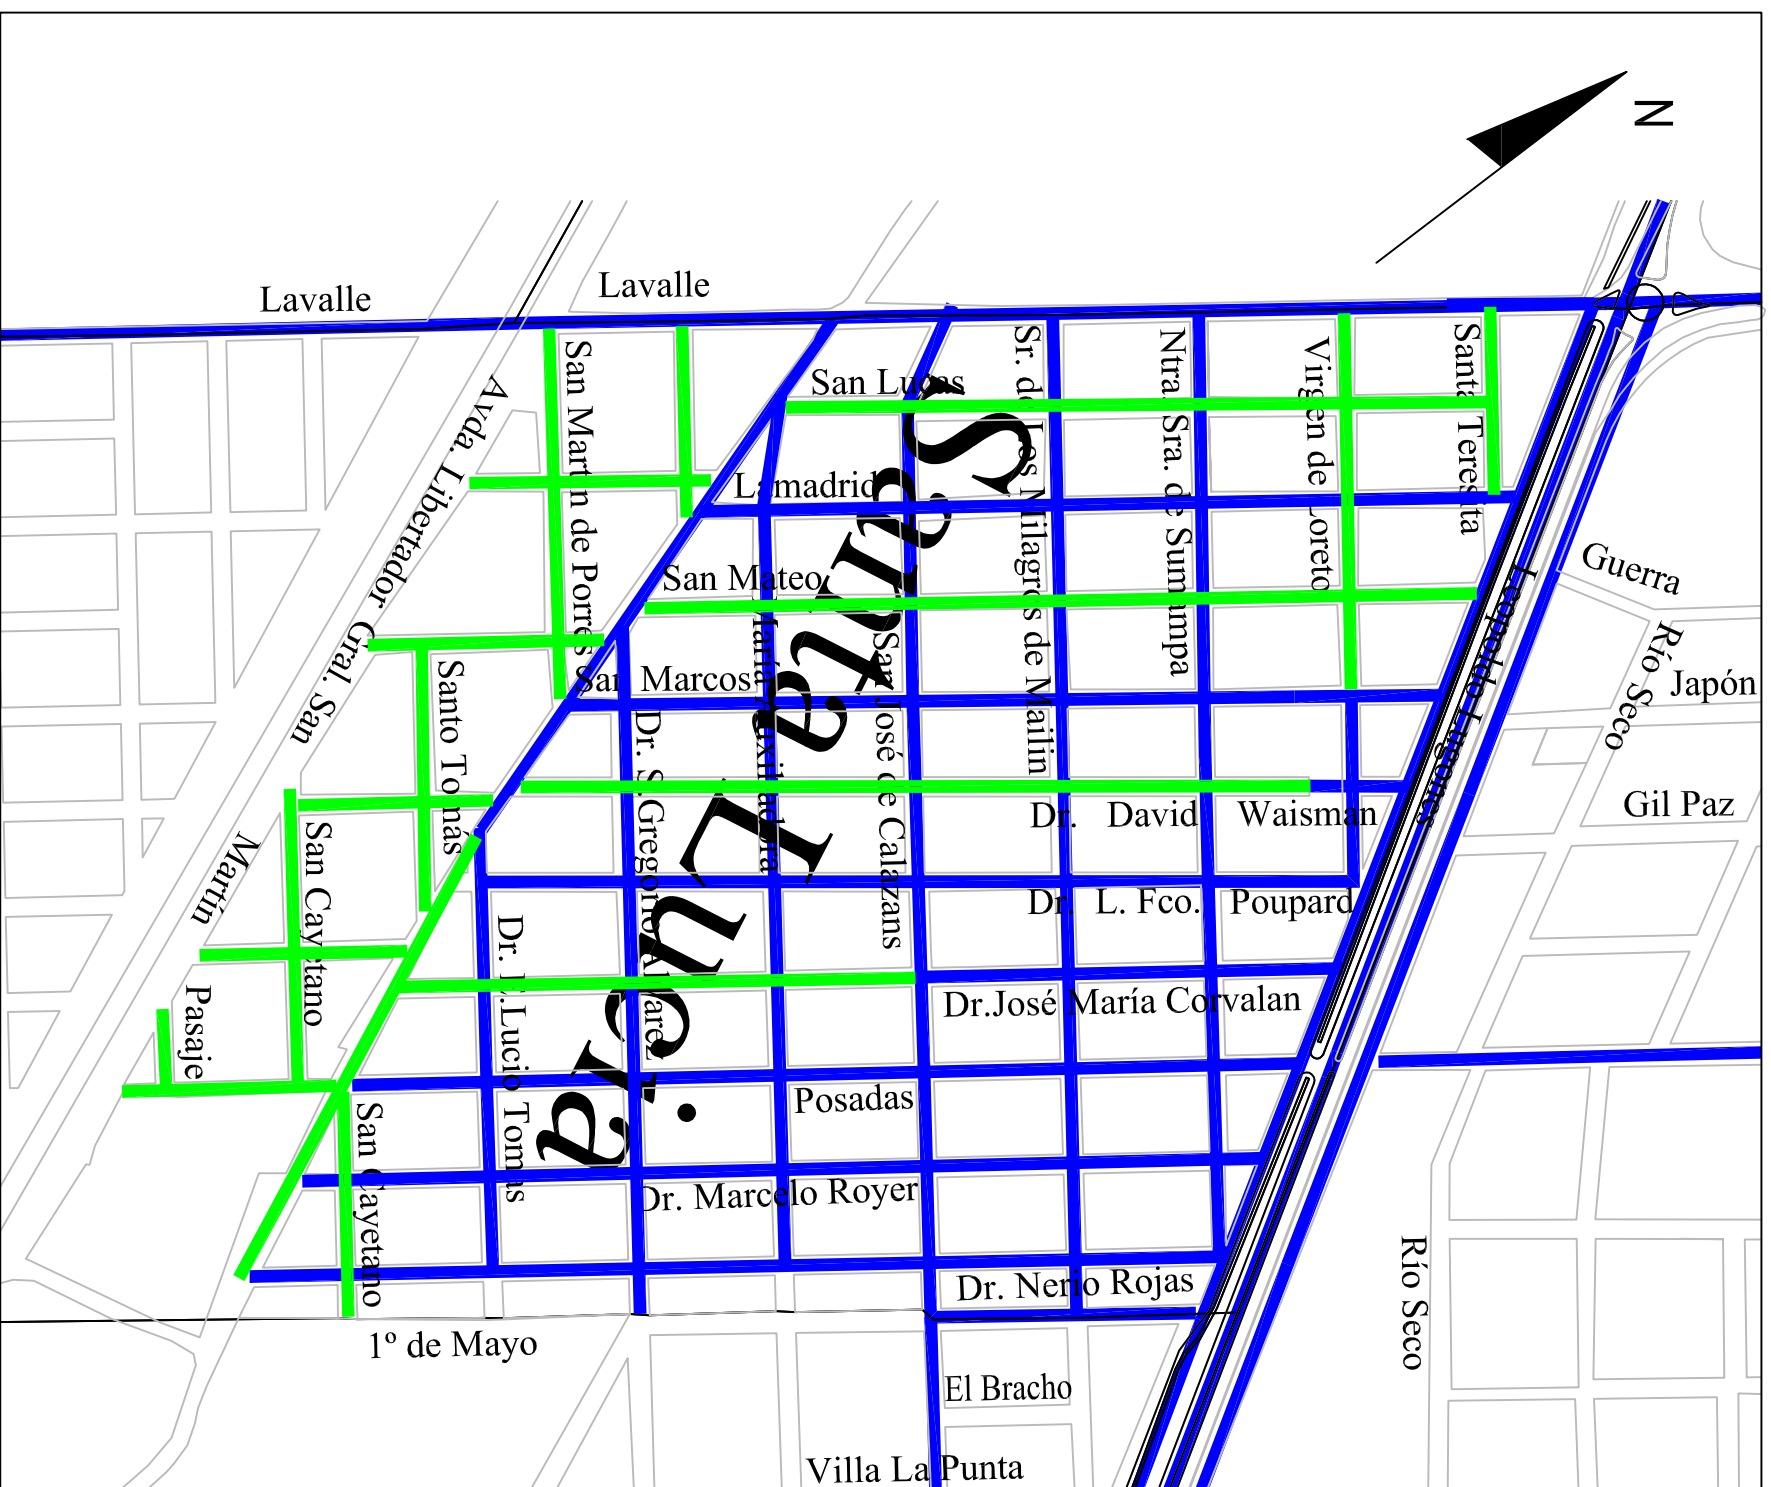 N
Lavalle
Lavalle
San Lucas
Sr. de Los Milagros de Mailin
Ntra. Sra. de Sumampa
Virgen de Loreto
Santa Teresita
San Martin de Porres
Avda. Libertador Gral. San Martín
Lamadrid
Santa Lucia
San Mateo
San Marcos
María Auxiliadora
San José de Calazans
Leopoldo Lugones
Guerra
Río Seco
Japón
Gil Paz
Santo Tomás
Dr. S.Gregorio Alvarez
Dr. David Waisman
San Cayetano
Dr. L. Fco. Poupard
Dr. E.Lucio Tomas
Pasaje
Dr.José María Corvalan
Posadas
San Cayetano
Dr. Marcelo Royer
Dr. Nerio Rojas
Río Seco
1º de Mayo
El Bracho
Villa La Punta